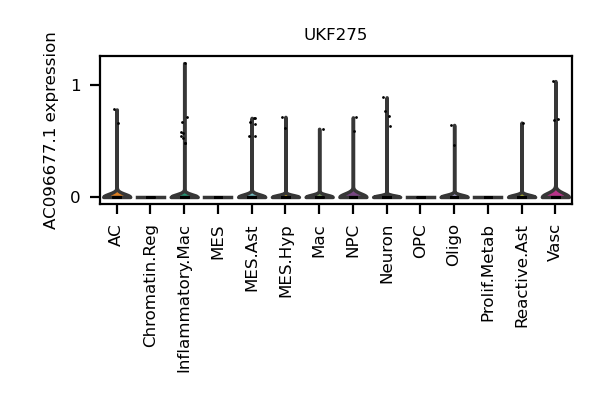 UKF275
AC096677.1 expression
1
0
AC
Chromatin.Reg
Inflammatory.Mac
MES
MES.Ast
MES.Hyp
Mac
NPC
Neuron
OPC
Oligo
Prolif.Metab
Reactive.Ast
Vasc